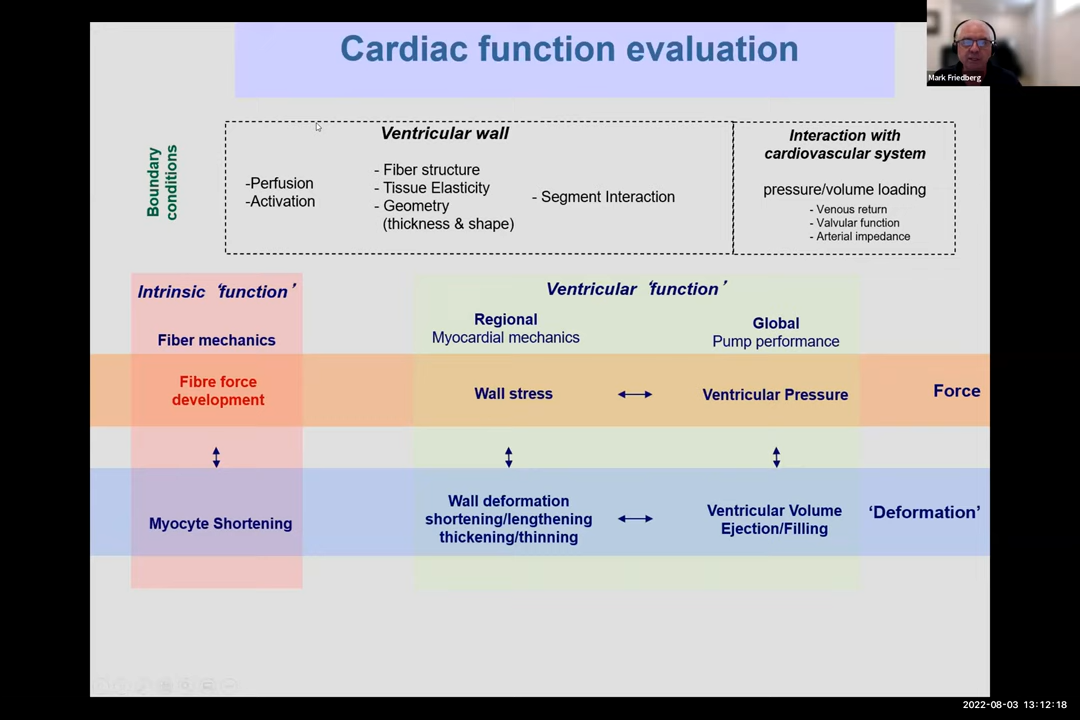 Cardiac function evaluation
Mark Friedberg
Boundary
conditions
Ventricular wall
-Perfusion
-Activation
- Fiber structure
- Tissue Elasticity
- Geometry
(thickness & shape)
- Segment Interaction
Interaction with
cardiovascular system
pressure/volume loading
- Venous return
- Valvular function
- Arterial impedance
Intrinsic ‘function’
Fiber mechanics
Ventricular ‘function’
Regional
Myocardial mechanics
Global
Pump performance
Fibre force
development
Wall stress
Ventricular Pressure
Force
Myocyte Shortening
Wall deformation
shortening/lengthening
thickening/thinning
Ventricular Volume
Ejection/Filling
‘Deformation’
2022-08-03 13:12:18